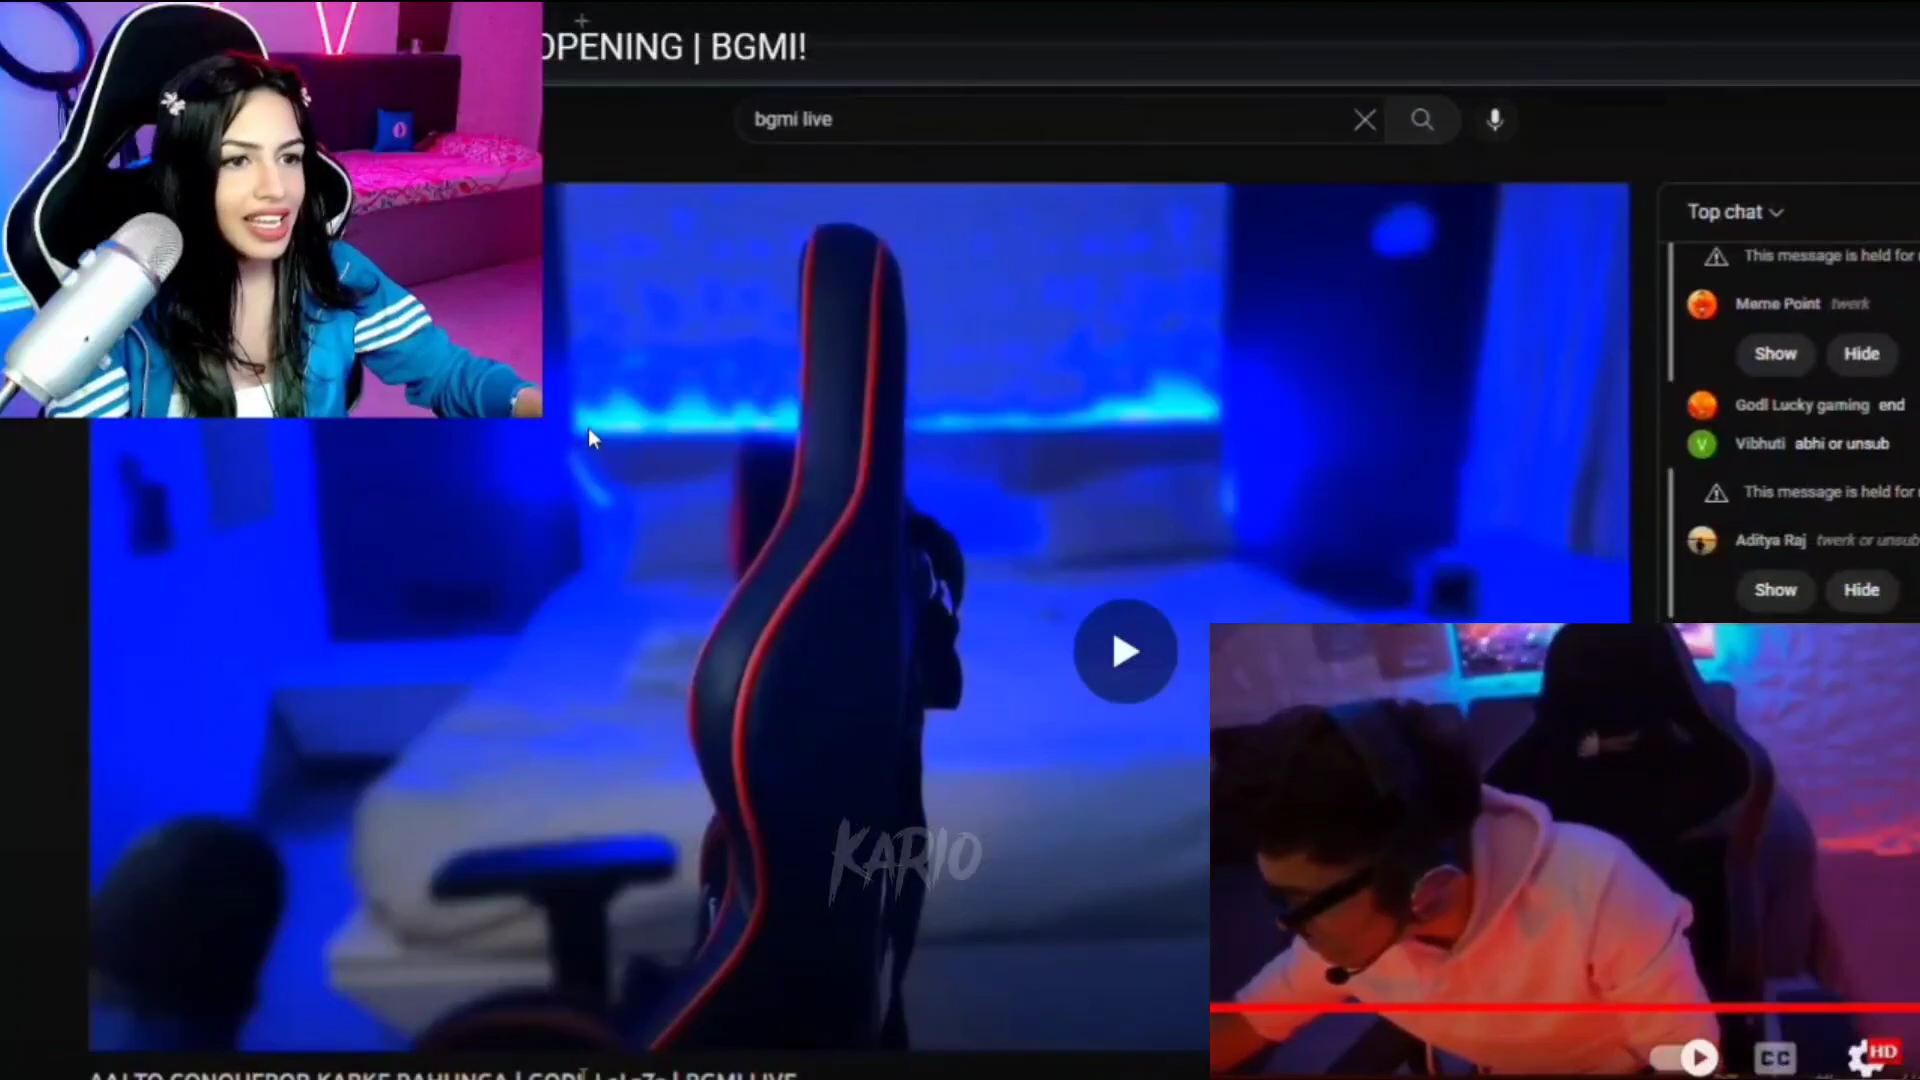 OPENING | BGMI!
bgmi live
Top chat
This message is held for
Meme Point twerk
Show Hide
Godl Lucky gaming end
V Vibhuti abhi or unsub
This message is held for
Aditya Raj twerk or unsub
Show Hide
KARIO
CC HD